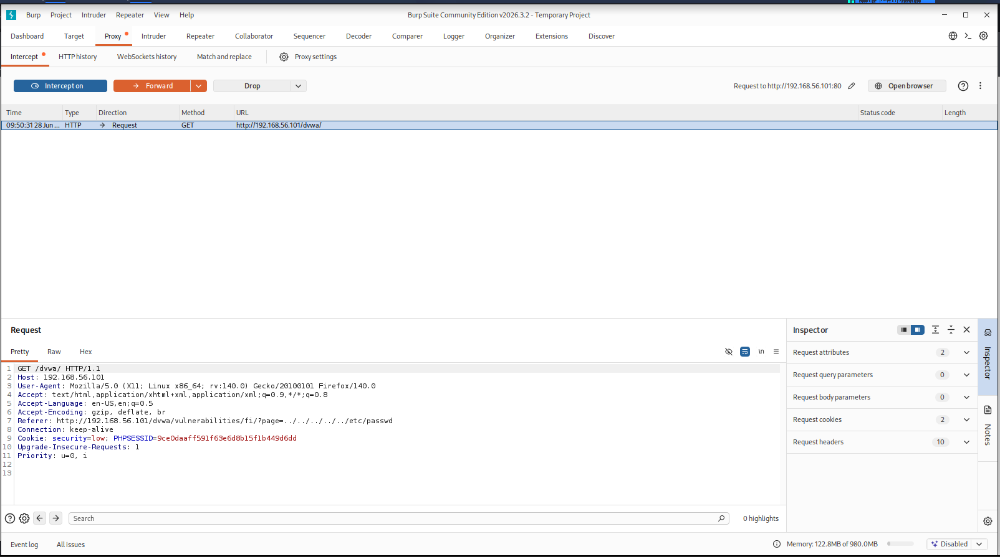 Burp Project Intruder Repeater View Help Burp Suite Community Edition v2026.3.2 - Temporary Project
Dashboard Target Proxy Intruder Repeater Collaborator Sequencer Decoder Comparer Logger Organizer Extensions Discover
Intercept HTTP history WebSockets history Match and replace Proxy settings
Intercept on Forward Drop Request to http://192.168.56.101:80 Open browser
Time Type Direction Method URL Status code Length
09:50:31 28 Jun ... HTTP Request GET http://192.168.56.101/dvwa/
Request
Pretty Raw Hex \n
1 GET /dvwa/ HTTP/1.1
2 Host: 192.168.56.101
3 User-Agent: Mozilla/5.0 (X11; Linux x86_64; rv:140.0) Gecko/20100101 Firefox/140.0
4 Accept: text/html,application/xhtml+xml,application/xml;q=0.9,*/*;q=0.8
5 Accept-Language: en-US,en;q=0.5
6 Accept-Encoding: gzip, deflate, br
7 Referer: http://192.168.56.101/dvwa/vulnerabilities/fi/?page=../../../../../etc/passwd
8 Connection: keep-alive
9 Cookie: security=low; PHPSESSID=9ce0daaff591f63e6d8b15f1b449d6dd
10 Upgrade-Insecure-Requests: 1
11 Priority: u=0, i
12
13
Search 0 highlights
Inspector
Request attributes 2
Request query parameters 0
Request body parameters 0
Request cookies 2
Request headers 10
Inspector
Notes
Event log All issues Memory: 122.8MB of 980.0MB Disabled